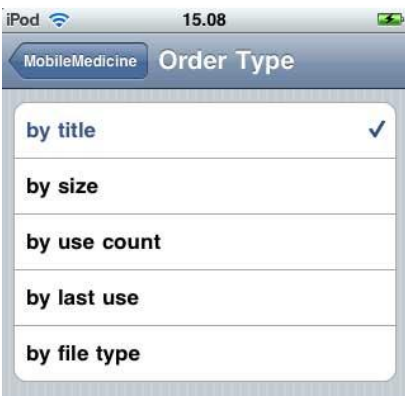 iPod 15.08
MobileMedicine Order Type
by title
by size
by use count
by last use
by file type